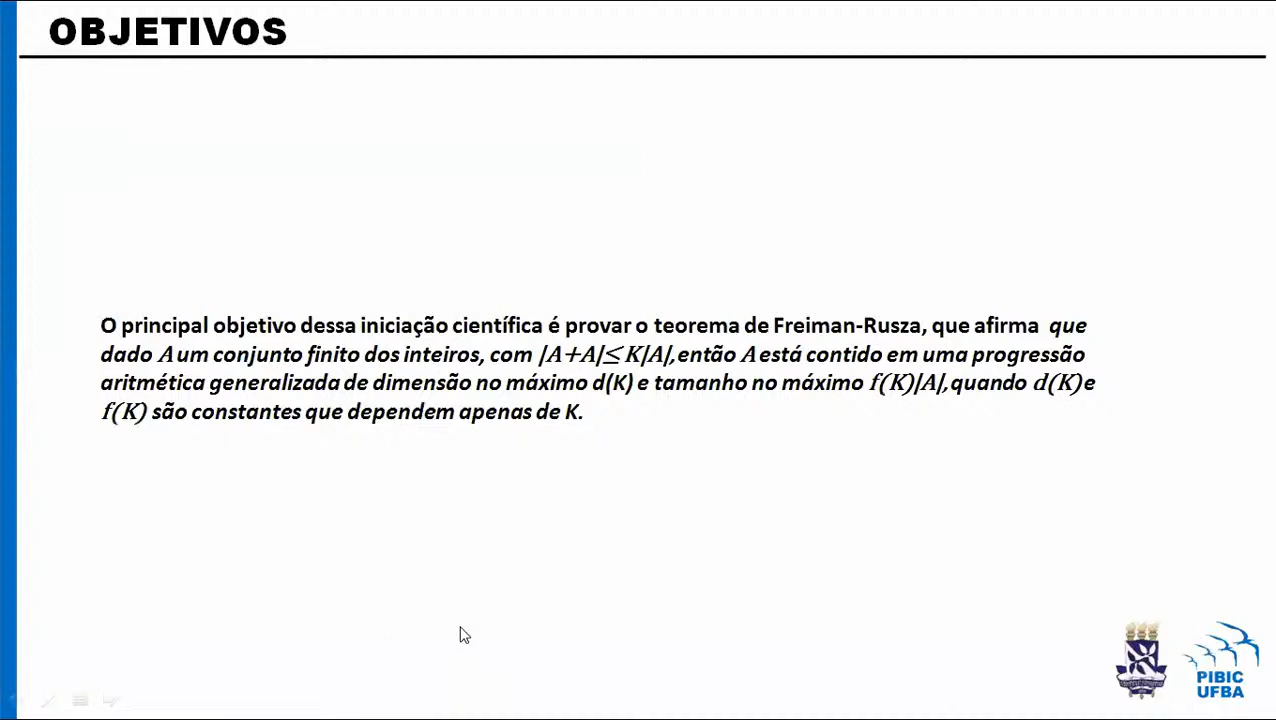 OBJETIVOS
O principal objetivo dessa iniciação científica é provar o teorema de Freiman-Rusza, que afirma que
dado A um conjunto finito dos inteiros, com |A+A|≤K|A|,então A está contido em uma progressão
aritmética generalizada de dimensão no máximo d(K) e tamanho no máximo f(K)|A|,quando d(K)e
f(K) são constantes que dependem apenas de K.
PIBIC
UFBA